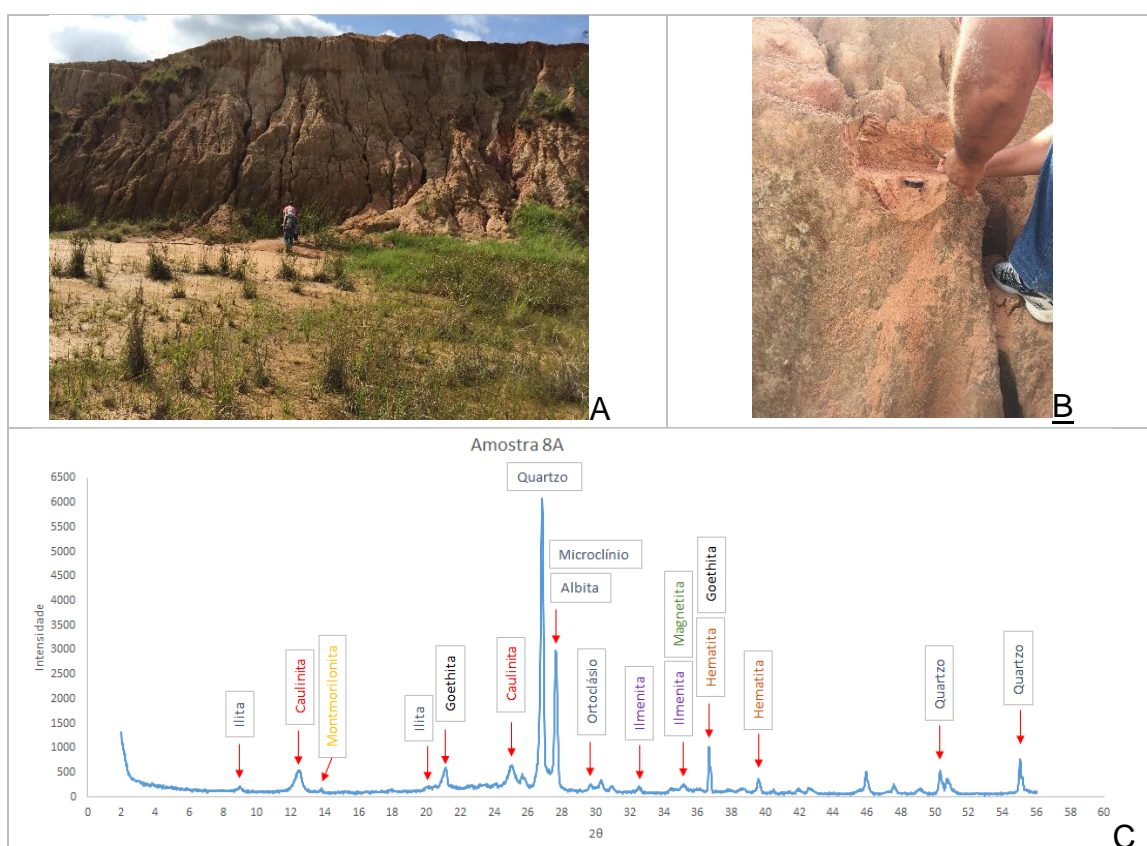 A
B
Amostra 8A
Quartzo
Microclínio
Albita
Ilita
Caulinita
Montmorilonita
Ilita
Goethita
Caulinita
Ortoclásio
Ilmenita
Ilmenita
Magnetita
Hematita
Goethita
Hematita
Quartzo
Quartzo
Intensidade
6500
6000
5500
5000
4500
4000
3500
3000
2500
2000
1500
1000
500
0
0 2 4 6 8 10 12 14 16 18 20 22 24 26 28 30 32 34 36 38 40 42 44 46 48 50 52 54 56 58 60
2θ
C